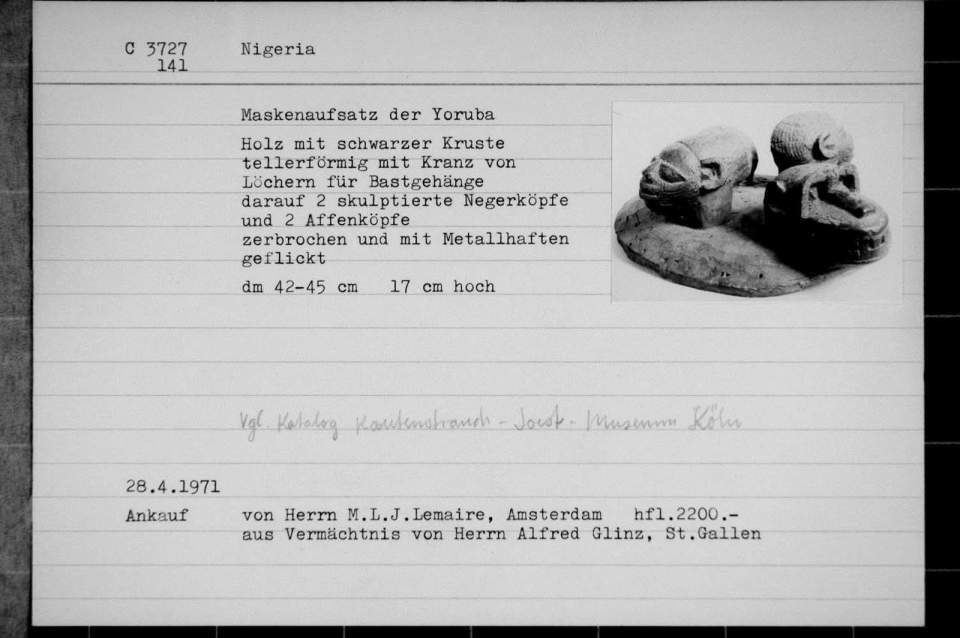 C 3727 Nigeria
141
Maskenaufsatz der Yoruba
Holz mit schwarzer Kruste
tellerförmig mit Kranz von
Löchern für Bastgehänge
darauf 2 skulptierte Negerköpfe
und 2 Affenköpfe
zerbrochen und mit Metallhaften
geflickt
dm 42-45 cm 17 cm hoch
Vgl. Katalog Rautenstrauch - Joest - Museum Köln
28.4.1971
Ankauf von Herrn M.L.J.Lemaire, Amsterdam hfl.2200.-
aus Vermächtnis von Herrn Alfred Glinz, St.Gallen